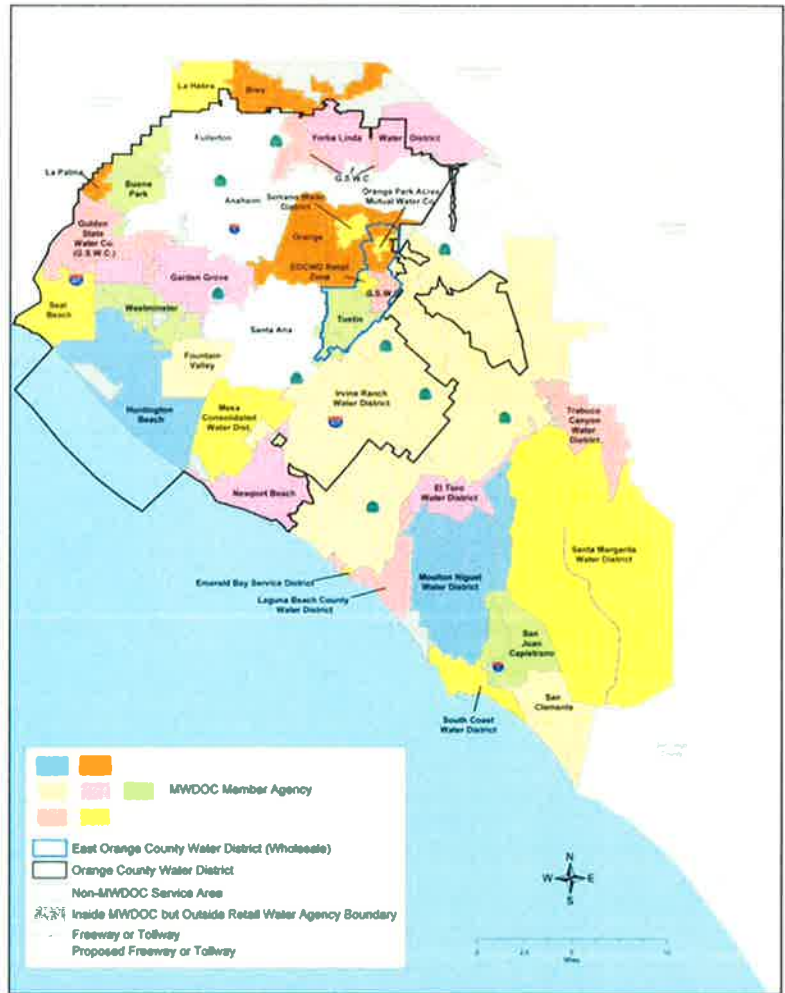 La Habra
Brea
Fullerton
Yorba Linda
Water
District
La Palma
Buena
Park
G.S.W.C.
Anaheim
Serrano Water
District
Orange Park Acres
Mutual Water Co.
Golden
State
Water Co.
(G.S.W.C.)
Orange
Garden Grove
EOCWD Retail
Zone
G.S.W.C.
Seal
Beach
Westminster
Tustin
Santa Ana
Fountain
Valley
Irvine Ranch
Water District
Mesa
Consolidated
Water Dist.
Huntington
Beach
Trabuco
Canyon
Water
District
Newport Beach
El Toro
Water District
Santa Margarita
Water District
Moulton Niguel
Water District
Emerald Bay Service District
Laguna Beach County
Water District
San
Juan
Capistrano
San
Clemente
South Coast
Water District
MWDOC Member Agency
East Orange County Water District (Wholesale)
Orange County Water District
Non-MWDOC Service Area
Inside MWDOC but Outside Retail Water Agency Boundary
Freeway or Tollway
Proposed Freeway or Tollway
N
W E
S
Miles